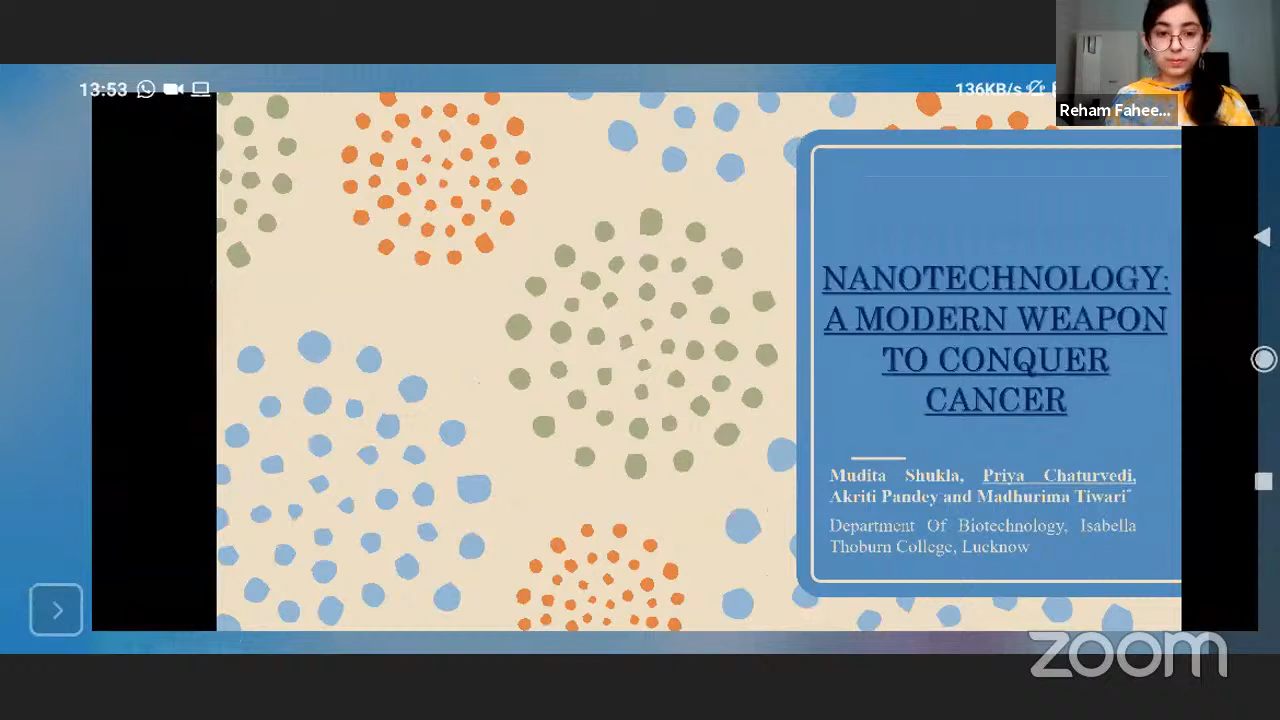 13:53
136KB/s
Reham Fahee...
NANOTECHNOLOGY:
A MODERN WEAPON
TO CONQUER
CANCER
Mudita Shukla, Priya Chaturvedi,
Akriti Pandey and Madhurima Tiwari*
Department Of Biotechnology, Isabella
Thoburn College, Lucknow
zoom